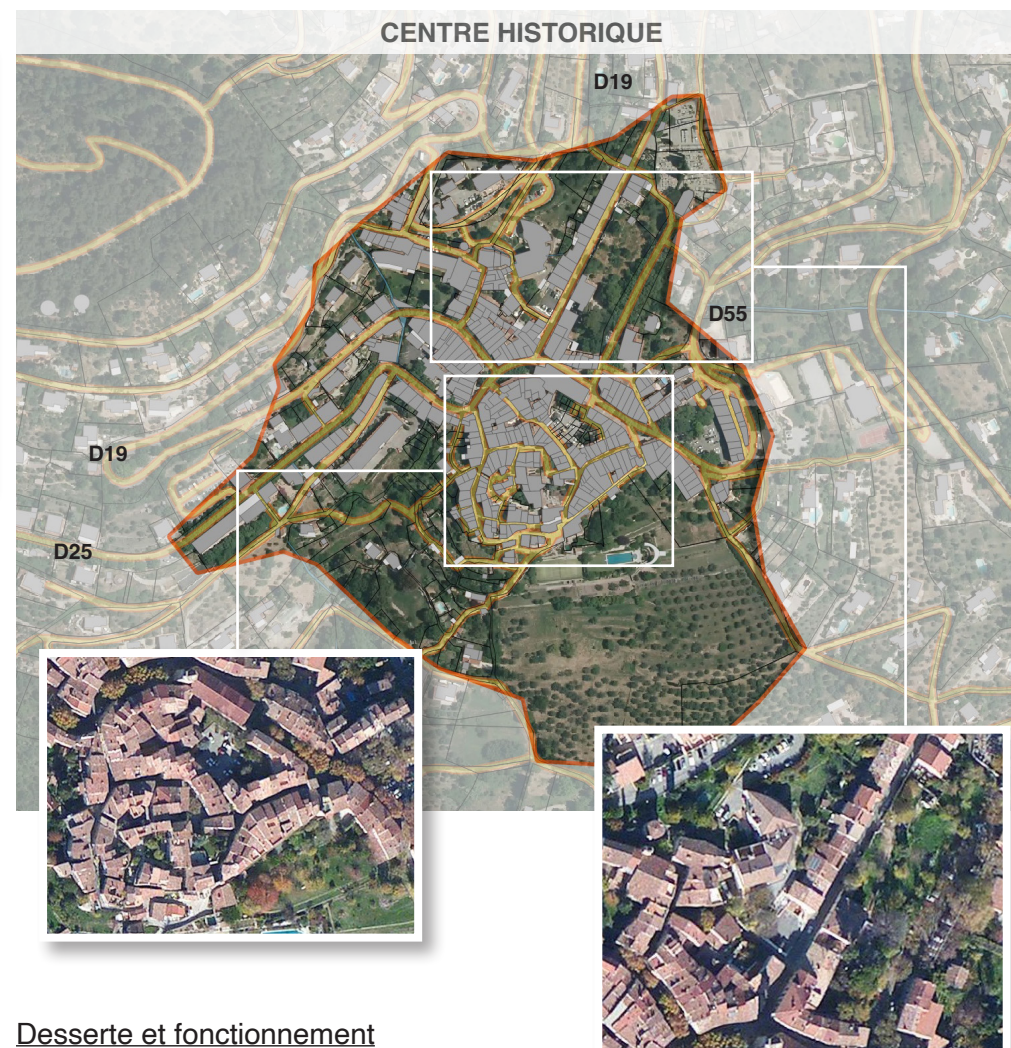 CENTRE HISTORIQUE
D19
D55
D19
D25
Desserte et fonctionnement